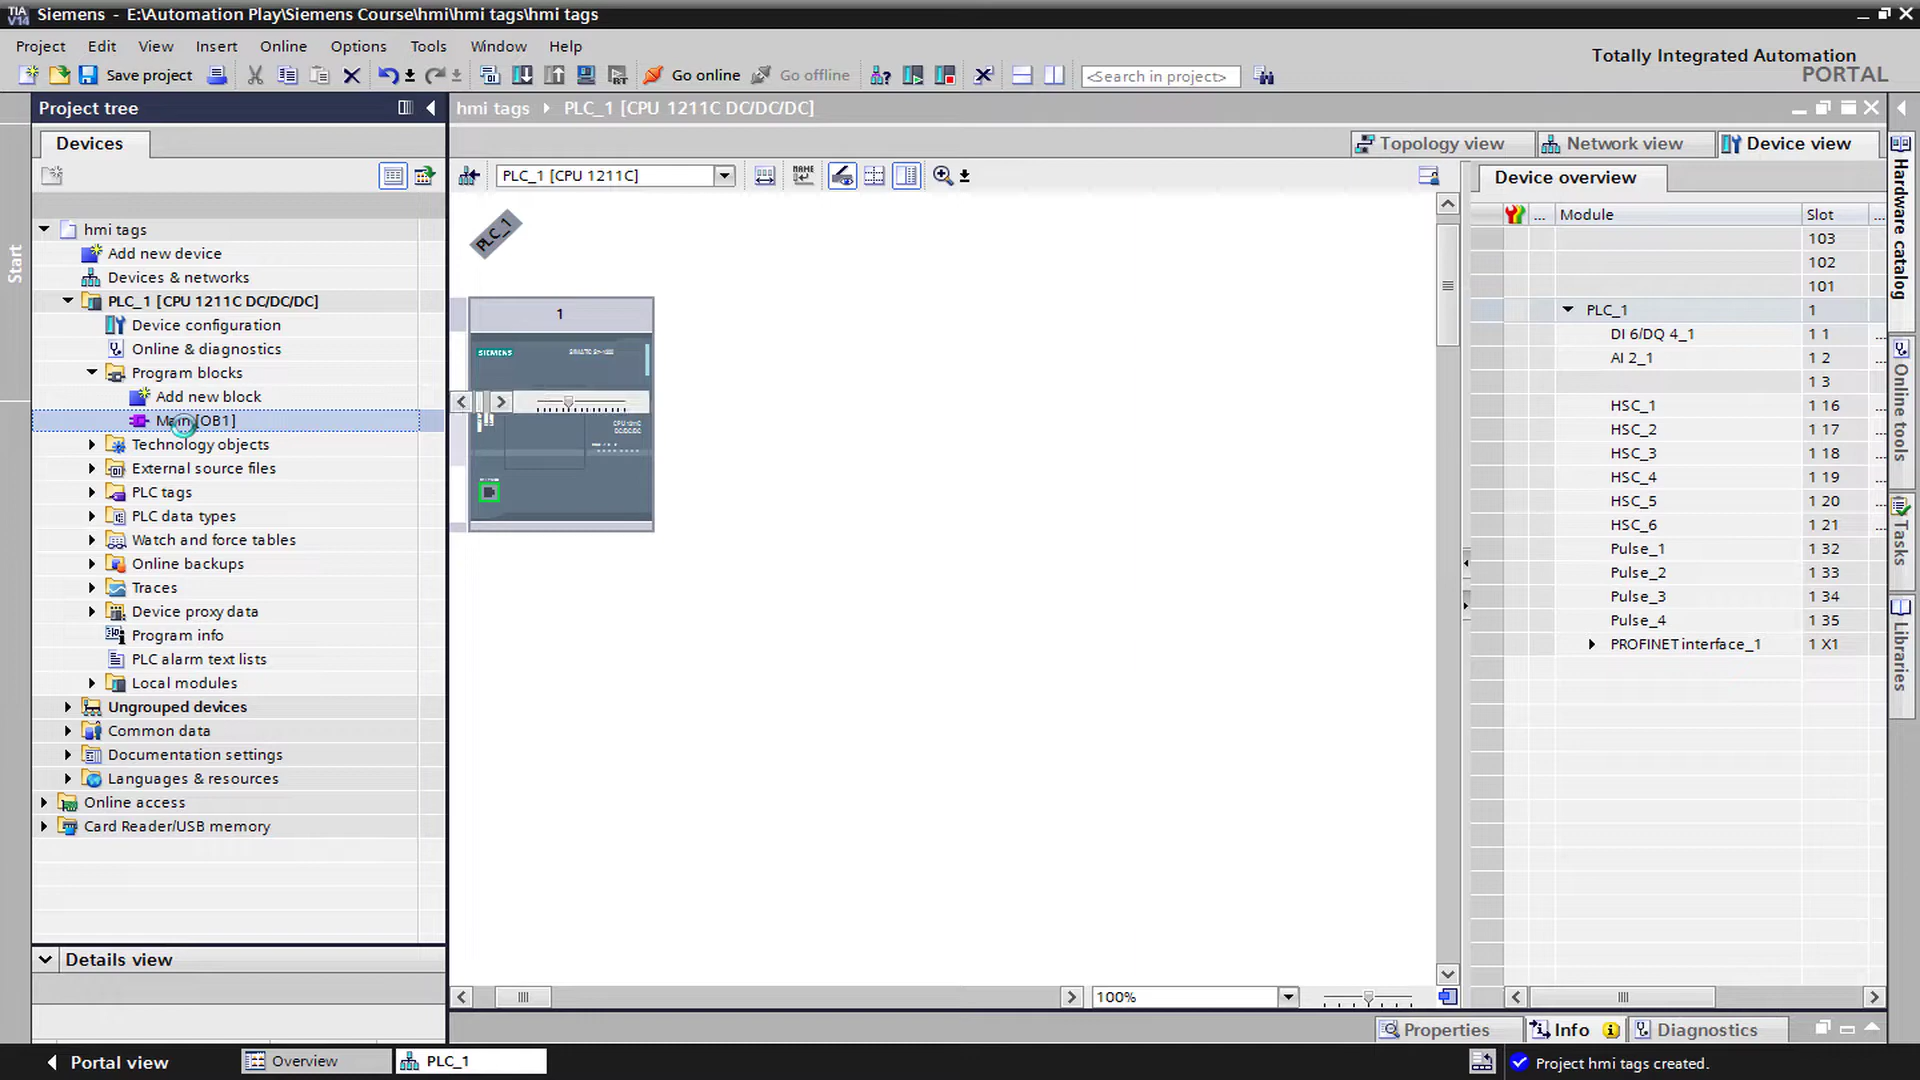 TIA V14 Siemens - E:\Automation Play\Siemens Course\hmi\hmi tags\hmi tags
Project Edit View Insert Online Options Tools Window Help
Totally Integrated Automation
PORTAL
Save project Go online Go offline <Search in project>
Project tree
hmi tags PLC_1 [CPU 1211C DC/DC/DC]
Devices
Topology view Network view Device view
PLC_1 [CPU 1211C]
Device overview
... Module Slot ...
Start
hmi tags
Add new device
Devices & networks
PLC_1 [CPU 1211C DC/DC/DC]
Device configuration
Online & diagnostics
Program blocks
Add new block
Main [OB1]
Technology objects
External source files
PLC tags
PLC data types
Watch and force tables
Online backups
Traces
Device proxy data
Program info
PLC alarm text lists
Local modules
Ungrouped devices
Common data
Documentation settings
Languages & resources
Online access
Card Reader/USB memory
Details view
PLC_1
1
SIEMENS
CPU 1211C
DC/DC/DC
103
102
101
PLC_1 1
DI 6/DQ 4_1 1 1 ...
AI 2_1 1 2 ...
1 3
HSC_1 1 16 ...
HSC_2 1 17 ...
HSC_3 1 18 ...
HSC_4 1 19 ...
HSC_5 1 20 ...
HSC_6 1 21 ...
Pulse_1 1 32
Pulse_2 1 33
Pulse_3 1 34
Pulse_4 1 35
PROFINET interface_1 1 X1
Hardware catalog
Online tools
Tasks
Libraries
100%
Properties Info Diagnostics
Portal view Overview PLC_1
Project hmi tags created.